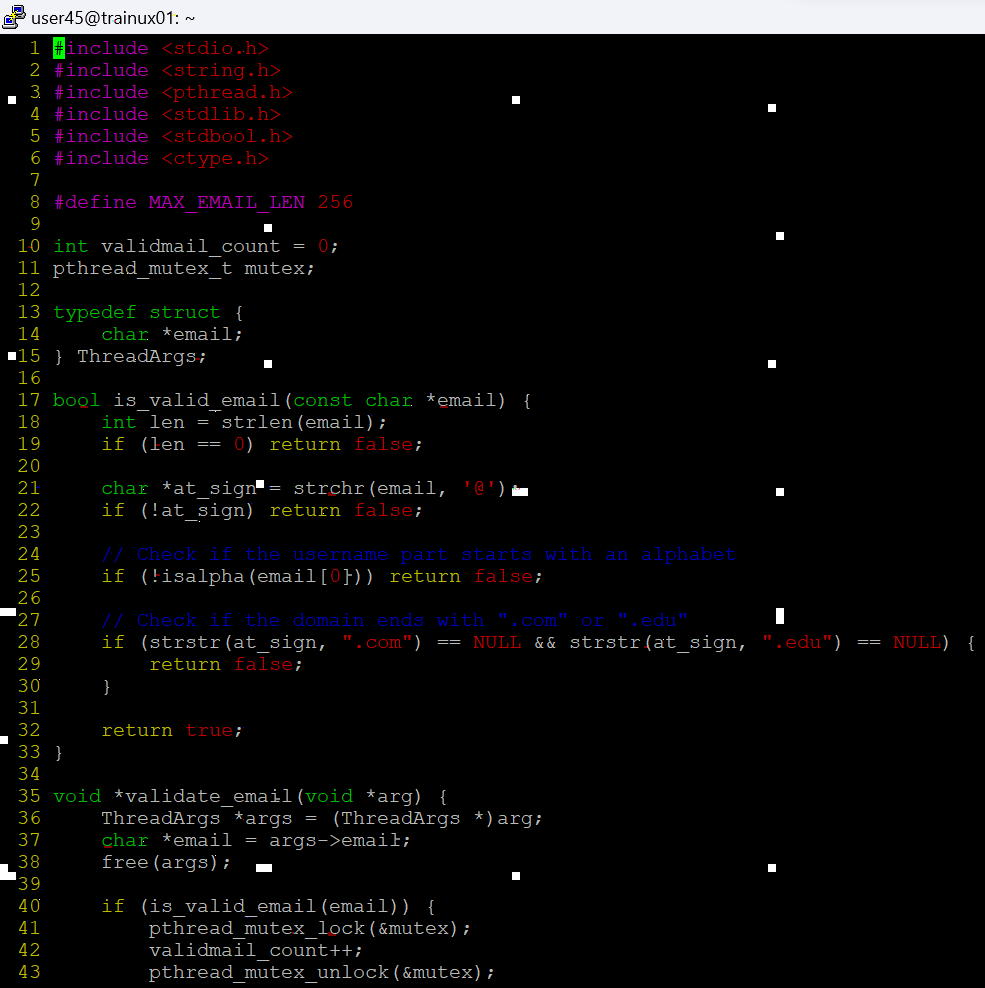 user45@trainux01: ~
1 #include <stdio.h>
2 #include <string.h>
3 #include <pthread.h>
4 #include <stdlib.h>
5 #include <stdbool.h>
6 #include <ctype.h>
7
8 #define MAX_EMAIL_LEN 256
9
10 int validmail_count = 0;
11 pthread_mutex_t mutex;
12
13 typedef struct {
14     char *email;
15 } ThreadArgs;
16
17 bool is_valid_email(const char *email) {
18     int len = strlen(email);
19     if (len == 0) return false;
20
21     char *at_sign = strchr(email, '@');
22     if (!at_sign) return false;
23
24     // Check if the username part starts with an alphabet
25     if (!isalpha(email[0])) return false;
26
27     // Check if the domain ends with ".com" or ".edu"
28     if (strstr(at_sign, ".com") == NULL && strstr(at_sign, ".edu") == NULL) {
29         return false;
30     }
31
32     return true;
33 }
34
35 void *validate_email(void *arg) {
36     ThreadArgs *args = (ThreadArgs *)arg;
37     char *email = args->email;
38     free(args);
39
40     if (is_valid_email(email)) {
41         pthread_mutex_lock(&mutex);
42         validmail_count++;
43         pthread_mutex_unlock(&mutex);